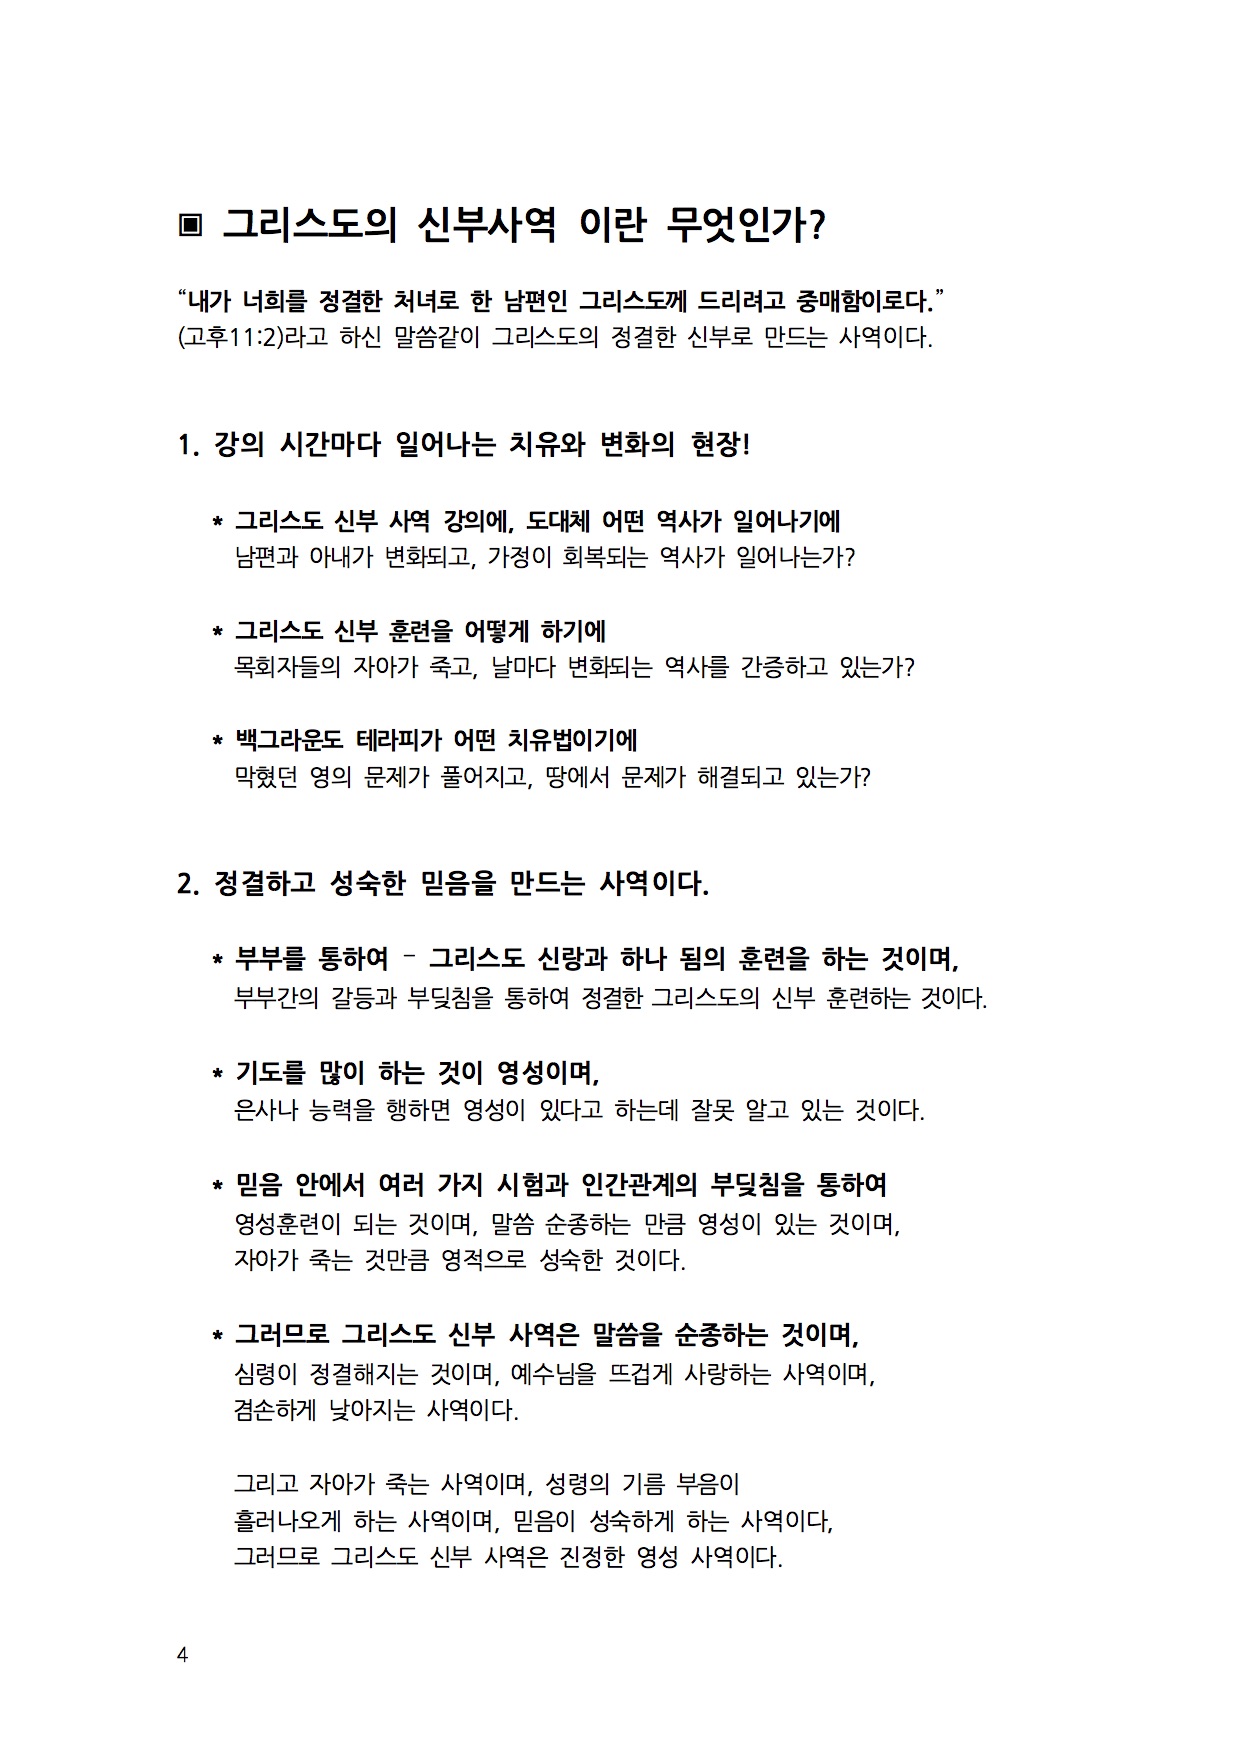 ▣ 그리스도의 신부사역 이란 무엇인가?
“내가 너희를 정결한 처녀로 한 남편인 그리스도께 드리려고 중매함이로다.”
(고후11:2)라고 하신 말씀같이 그리스도의 정결한 신부로 만드는 사역이다.
1. 강의 시간마다 일어나는 치유와 변화의 현장!
* 그리스도 신부 사역 강의에, 도대체 어떤 역사가 일어나기에
남편과 아내가 변화되고, 가정이 회복되는 역사가 일어나는가?
* 그리스도 신부 훈련을 어떻게 하기에
목회자들의 자아가 죽고, 날마다 변화되는 역사를 간증하고 있는가?
* 백그라운도 테라피가 어떤 치유법이기에
막혔던 영의 문제가 풀어지고, 땅에서 문제가 해결되고 있는가?
2. 정결하고 성숙한 믿음을 만드는 사역이다.
* 부부를 통하여 - 그리스도 신랑과 하나 됨의 훈련을 하는 것이며,
부부간의 갈등과 부딪침을 통하여 정결한 그리스도의 신부 훈련하는 것이다.
* 기도를 많이 하는 것이 영성이며,
은사나 능력을 행하면 영성이 있다고 하는데 잘못 알고 있는 것이다.
* 믿음 안에서 여러 가지 시험과 인간관계의 부딪침을 통하여
영성훈련이 되는 것이며, 말씀 순종하는 만큼 영성이 있는 것이며,
자아가 죽는 것만큼 영적으로 성숙한 것이다.
* 그러므로 그리스도 신부 사역은 말씀을 순종하는 것이며,
심령이 정결해지는 것이며, 예수님을 뜨겁게 사랑하는 사역이며,
겸손하게 낮아지는 사역이다.
그리고 자아가 죽는 사역이며, 성령의 기름 부음이
흘러나오게 하는 사역이며, 믿음이 성숙하게 하는 사역이다,
그러므로 그리스도 신부 사역은 진정한 영성 사역이다.
4